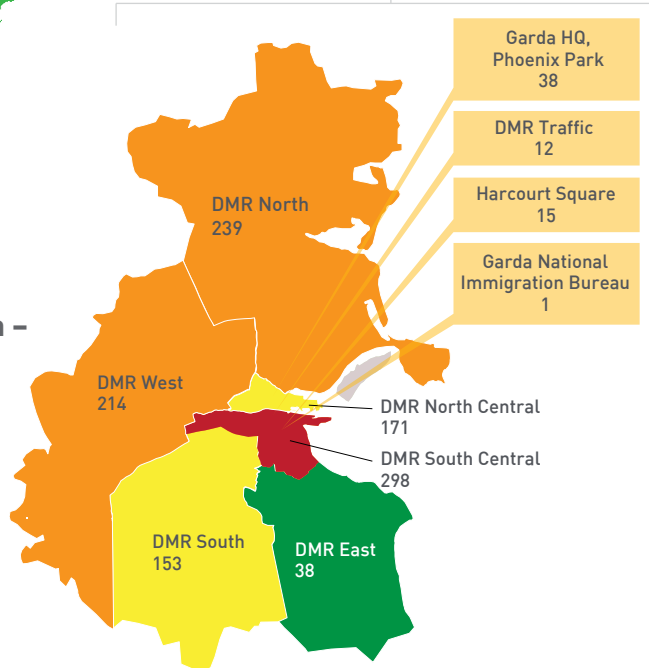 Garda HQ,
Phoenix Park
38
DMR Traffic
12
Harcourt Square
15
Garda National
Immigration Bureau
1
DMR North
239
–
DMR West
214
DMR North Central
171
DMR South Central
298
DMR South
153
DMR East
38